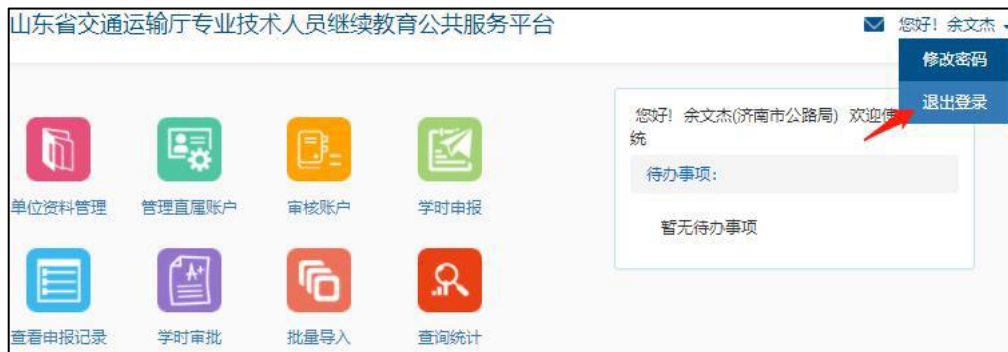 山东省交通运输厅专业技术人员继续教育公共服务平台
您好! 余文杰
修改密码
退出登录
您好! 余文杰(济南市公路局) 欢迎使
统
待办事项:
暂无待办事项
单位资料管理 管理直属账户 审核账户 学时申报
A+
查看申报记录 学时审批 批量导入 查询统计